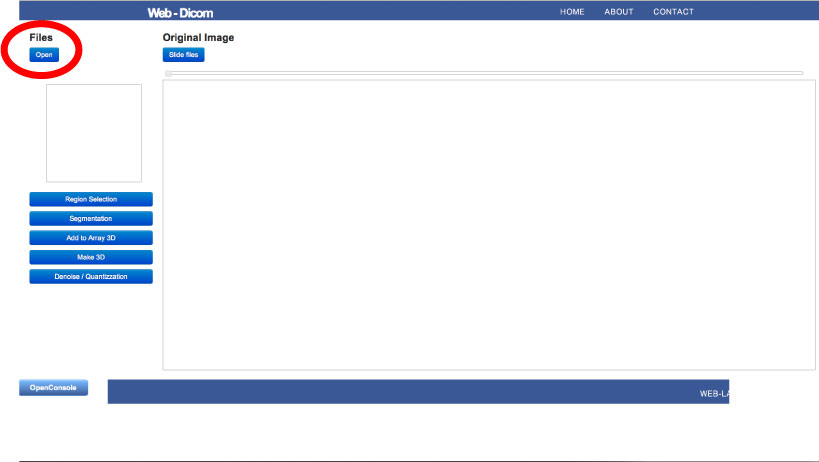 Web - Dicom
HOME ABOUT CONTACT
Files
Open
Original Image
Slide files
Region Selection
Segmentation
Add to Array 3D
Make 3D
Denoise / Quantizzation
OpenConsole
WEB-LA